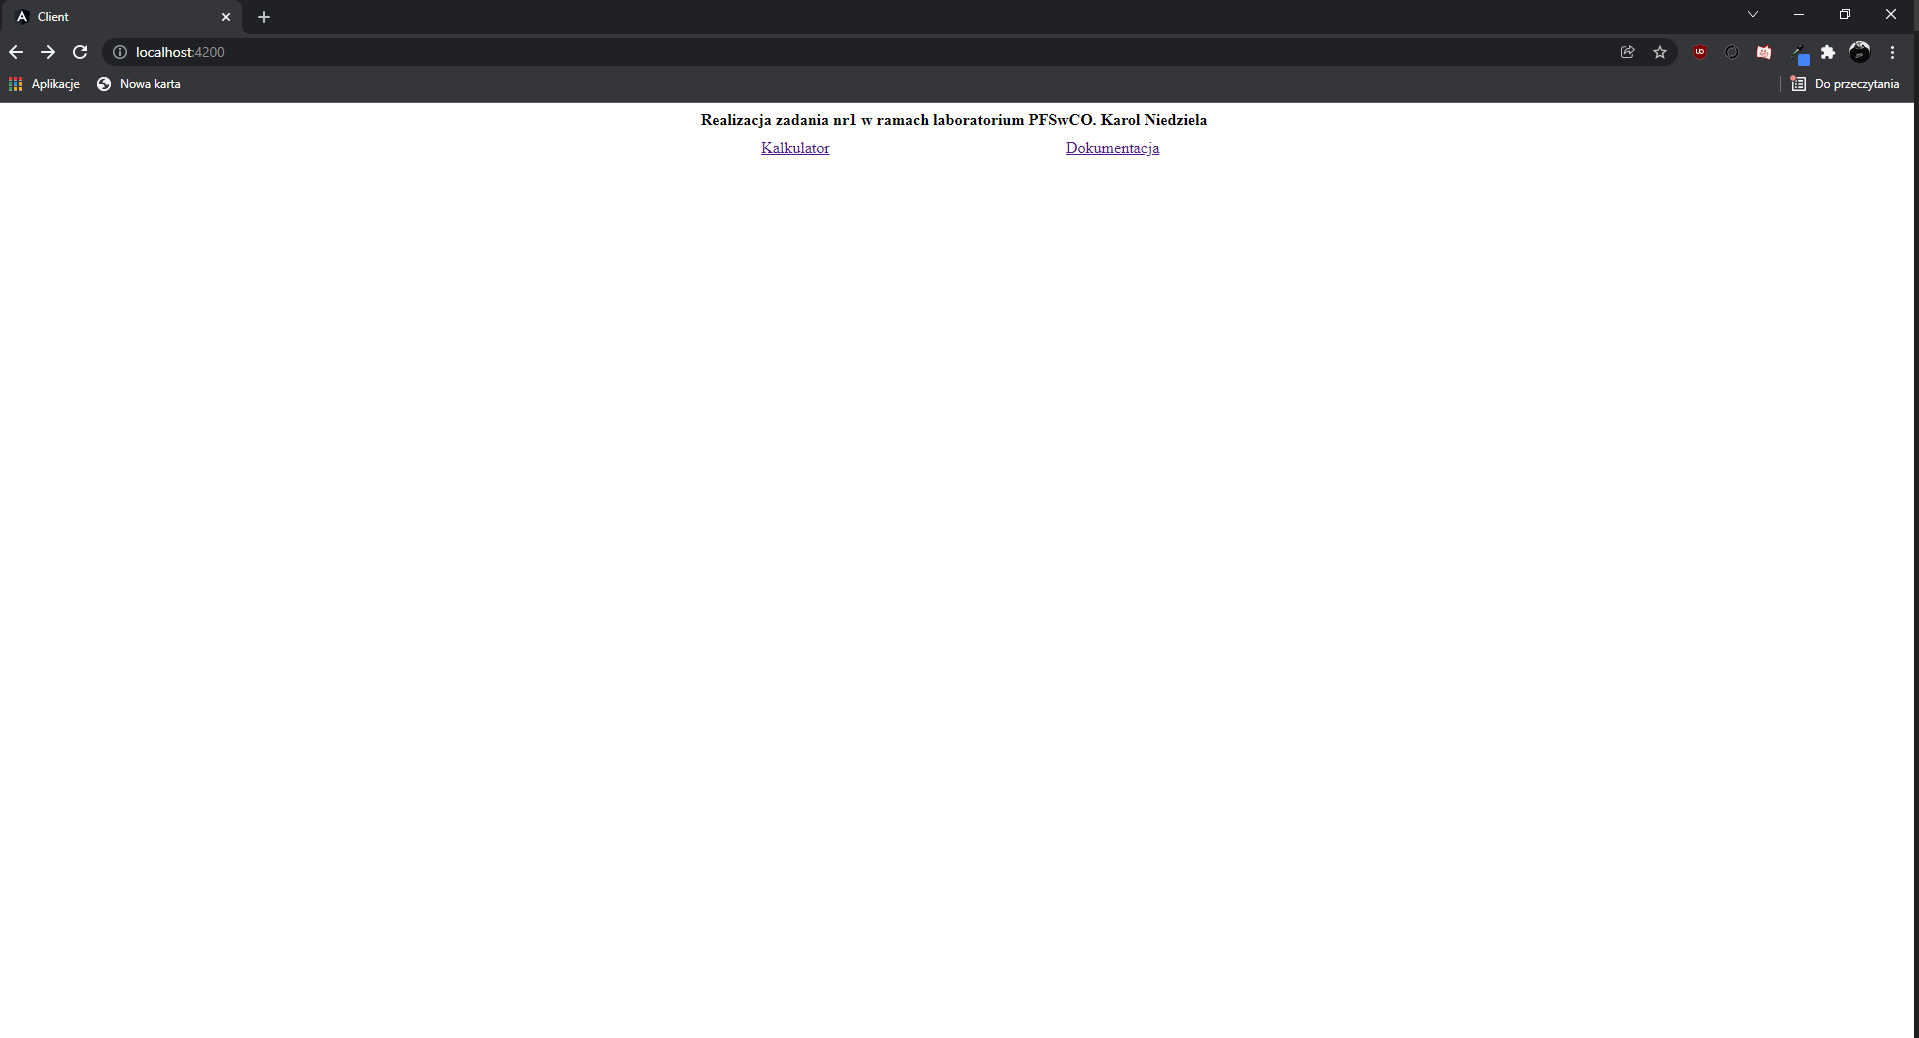 Client
localhost:4200
Aplikacje
Nowa karta
Do przeczytania
Realizacja zadania nr1 w ramach laboratorium PFSwCO. Karol Niedziela
Kalkulator
Dokumentacja